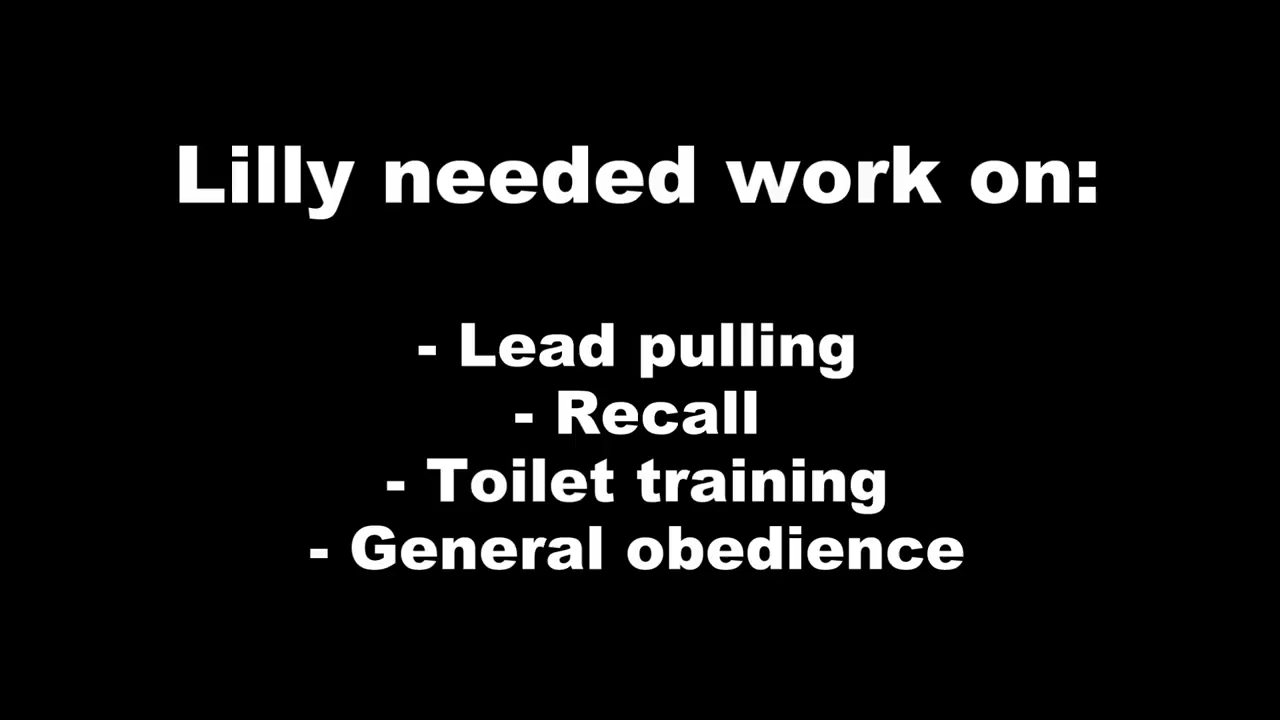 Lilly needed work on:
- Lead pulling
- Recall
- Toilet training
- General obedience